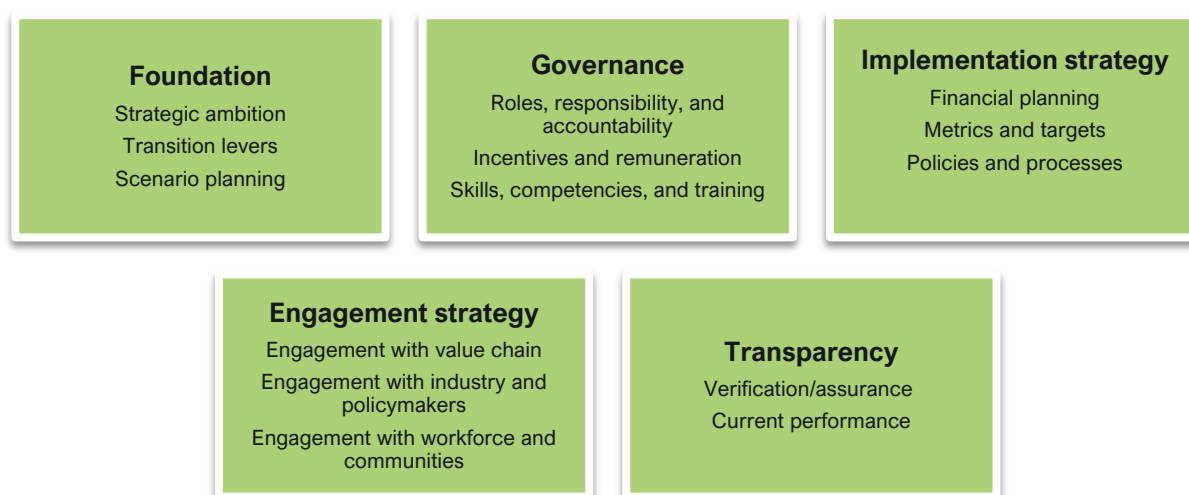 Foundation
Strategic ambition
Transition levers
Scenario planning
Governance
Roles, responsibility, and
accountability
Incentives and remuneration
Skills, competencies, and training
Implementation strategy
Financial planning
Metrics and targets
Policies and processes
Engagement strategy
Engagement with value chain
Engagement with industry and
policymakers
Engagement with workforce and
communities
Transparency
Verification/assurance
Current performance